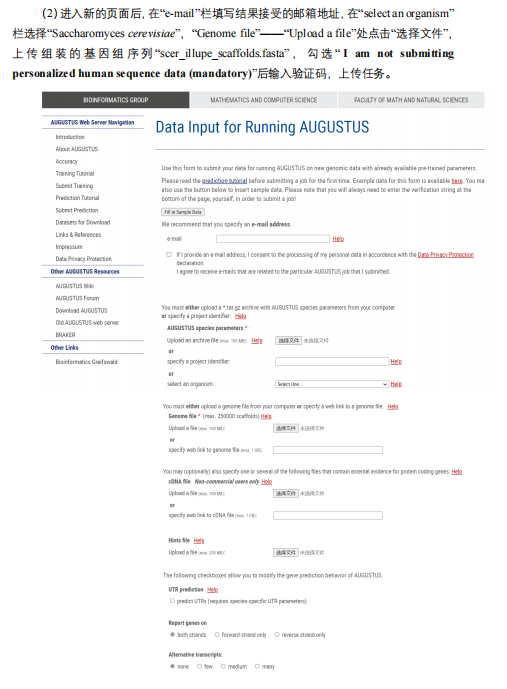 (2) 进入新的页面后, 在“e-mail”栏填写结果接受的邮箱地址, 在“select an organism”
栏选择“Saccharomyces cerevisiae”，“Genome file”——“Upload a file”处点击“选择文件”,
上传组装的基因组序列“scer_illupe_scaffolds.fasta”，勾选“I am not submitting
personalized human sequence data (mandatory)”后输入验证码，上传任务。
BIOINFORMATICS GROUP
MATHEMATICS AND COMPUTER SCIENCE
FACULTY OF MATH AND NATURAL SCIENCES
AUGUSTUS Web Server Navigation
Introduction
About AUGUSTUS
Accuracy
Training Tutorial
Submit Training
Prediction Tutorial
Submit Prediction
Datasets for Download
Links & References
Impressum
Data Privacy Protection
Other AUGUSTUS Resources
AUGUSTUS Wiki
AUGUSTUS Forum
Download AUGUSTUS
Old AUGUSTUS web server
BRAKER
Other Links
Bioinformatics Greifswald
Data Input for Running AUGUSTUS
Use this form to submit your data for running AUGUSTUS on new genomic data with already available pre-trained parameters.
Please read the prediction tutorial before submitting a job for the first time. Example data for this form is available here. You ma
also use the button below to insert sample data. Please note that you will always need to enter the verification string at the
bottom of the page, yourself, in order to submit a job!
Fill in Sample Data
We recommend that you specify an e-mail address.
e-mail Help
If I provide an e-mail address, I consent to the processing of my personal data in accordance with the Data Privacy Protection
declaration.
I agree to receive e-mails that are related to the particular AUGUSTUS job that I submitted.
You must either upload a *.tar.gz archive with AUGUSTUS species parameters from your computer
or specify a project identifier: Help
AUGUSTUS species parameters *
Upload an archive file (max. 100 MB): Help 选择文件 未选择文件
or
specify a project identifier: Help
or
select an organism: Select One... Help
You must either upload a genome file from your computer or specify a web link to a genome file. Help
Genome file * (max. 250000 scaffolds) Help
Upload a file (max. 100 MB): 选择文件 未选择文件
or
specify web link to genome file (max. 1 GB):
You may (optionally) also specify one or several of the following files that contain external evidence for protein coding genes: Help
cDNA file Non-commercial users only Help
Upload a file (max. 100 MB): 选择文件 未选择文件
or
specify web link to cDNA file (max. 1 GB):
Hints file Help
Upload a file (max. 200 MB): 选择文件 未选择文件
The following checkboxes allow you to modify the gene prediction behavior of AUGUSTUS:
UTR prediction Help
predict UTRs (requires species-specific UTR parameters)
Report genes on
both strands forward strand only reverse strand only
Alternative transcripts:
none few medium many